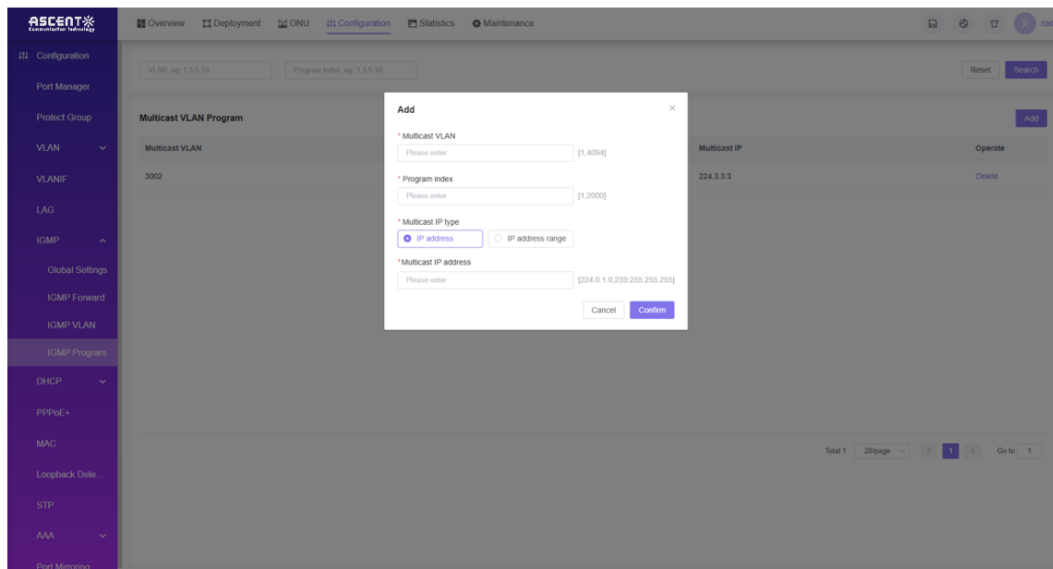 ASCENT
Communication Technology
Overview Deployment ONU Configuration Statistics Maintenance
Configuration
Port Manager
Protect Group
VLAN
VLANIF
LAG
IGMP
Global Settings
IGMP Forward
IGMP VLAN
IGMP Program
DHCP
PPPoE+
MAC
Loopback Dete...
STP
AAA
Port Mirroring
VLAN, eg: 1,3,5-10 Program Index, eg: 1,3,5-10 Reset Search
Multicast VLAN Program Add
Multicast VLAN Multicast IP Operate
3002 224.3.3.3 Delete
Add
* Multicast VLAN
Please enter [1,4094]
* Program index
Please enter [1,2000]
* Multicast IP type
IP address IP address range
*Multicast IP address
Please enter [224.0.1.0,239.255.255.255]
Cancel Confirm
Total 1 20/page < 1 > Go to 1